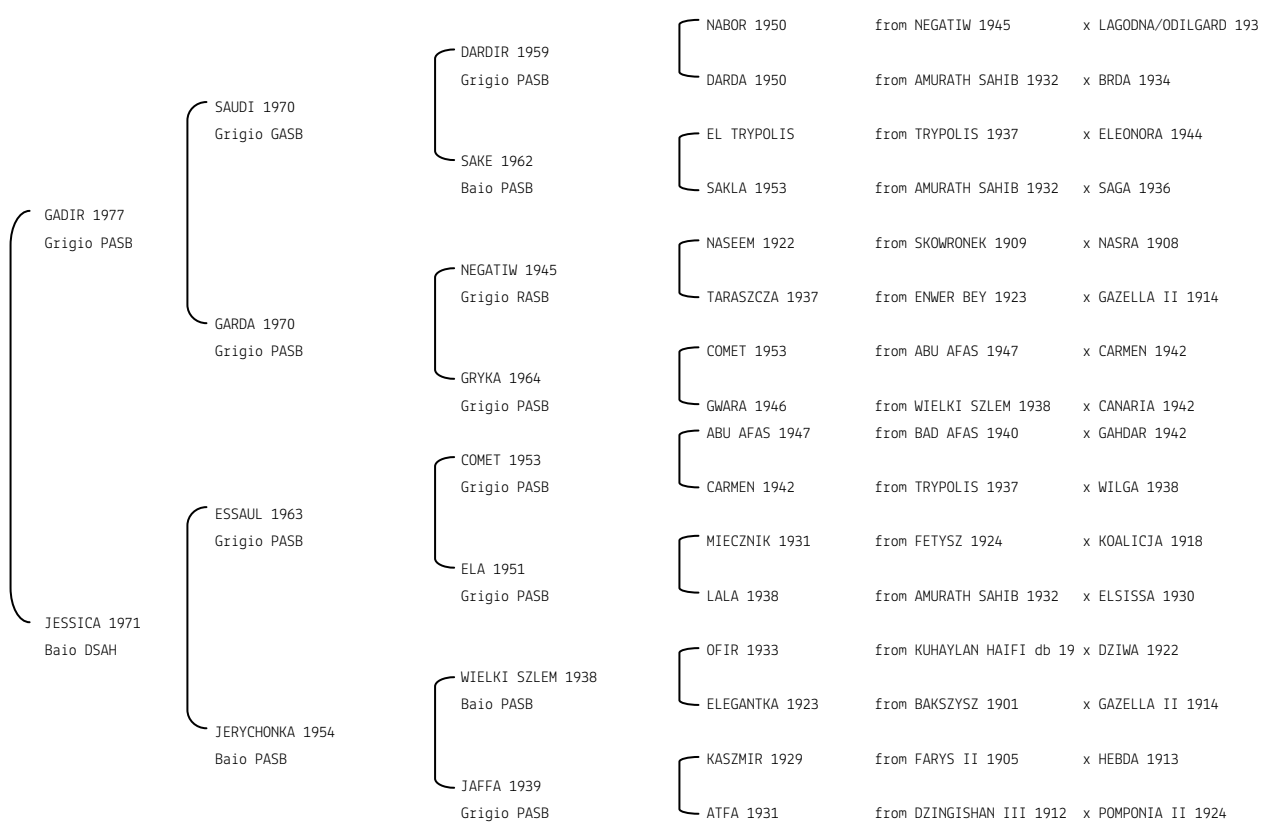 NABOR 1950 from NEGATIW 1945 x LAGODNA/ODILGARD 193
DARDIR 1959
Grigio PASB DARDA 1950 from AMURATH SAHIB 1932 x BRDA 1934
SAUDI 1970
Grigio GASB EL TRYPOLIS from TRYPOLIS 1937 x ELEONORA 1944
SAKE 1962
Baio PASB SAKLA 1953 from AMURATH SAHIB 1932 x SAGA 1936
GADIR 1977
Grigio PASB NASEEM 1922 from SKOWRONEK 1909 x NASRA 1908
NEGATIW 1945
Grigio RASB TARASZCZA 1937 from ENWER BEY 1923 x GAZELLA II 1914
GARDA 1970
Grigio PASB COMET 1953 from ABU AFAS 1947 x CARMEN 1942
GRYKA 1964
Grigio PASB GWARA 1946 from WIELKI SZLEM 1938 x CANARIA 1942
ABU AFAS 1947 from BAD AFAS 1940 x GAHDAR 1942
COMET 1953
Grigio PASB CARMEN 1942 from TRYPOLIS 1937 x WILGA 1938
ESSAUL 1963
Grigio PASB MIECZNIK 1931 from FETYSZ 1924 x KOALICJA 1918
ELA 1951
Grigio PASB LALA 1938 from AMURATH SAHIB 1932 x ELSISSA 1930
JESSICA 1971
Baio DSAH OFIR 1933 from KUHAYLAN HAIFI db 19 x DZIWA 1922
WIELKI SZLEM 1938
Baio PASB ELEGANTKA 1923 from BAKSZYSZ 1901 x GAZELLA II 1914
JERYCHONKA 1954
Baio PASB KASZMIR 1929 from FARYS II 1905 x HEBDA 1913
JAFFA 1939
Grigio PASB ATFA 1931 from DZINGISHAN III 1912 x POMPONIA II 1924